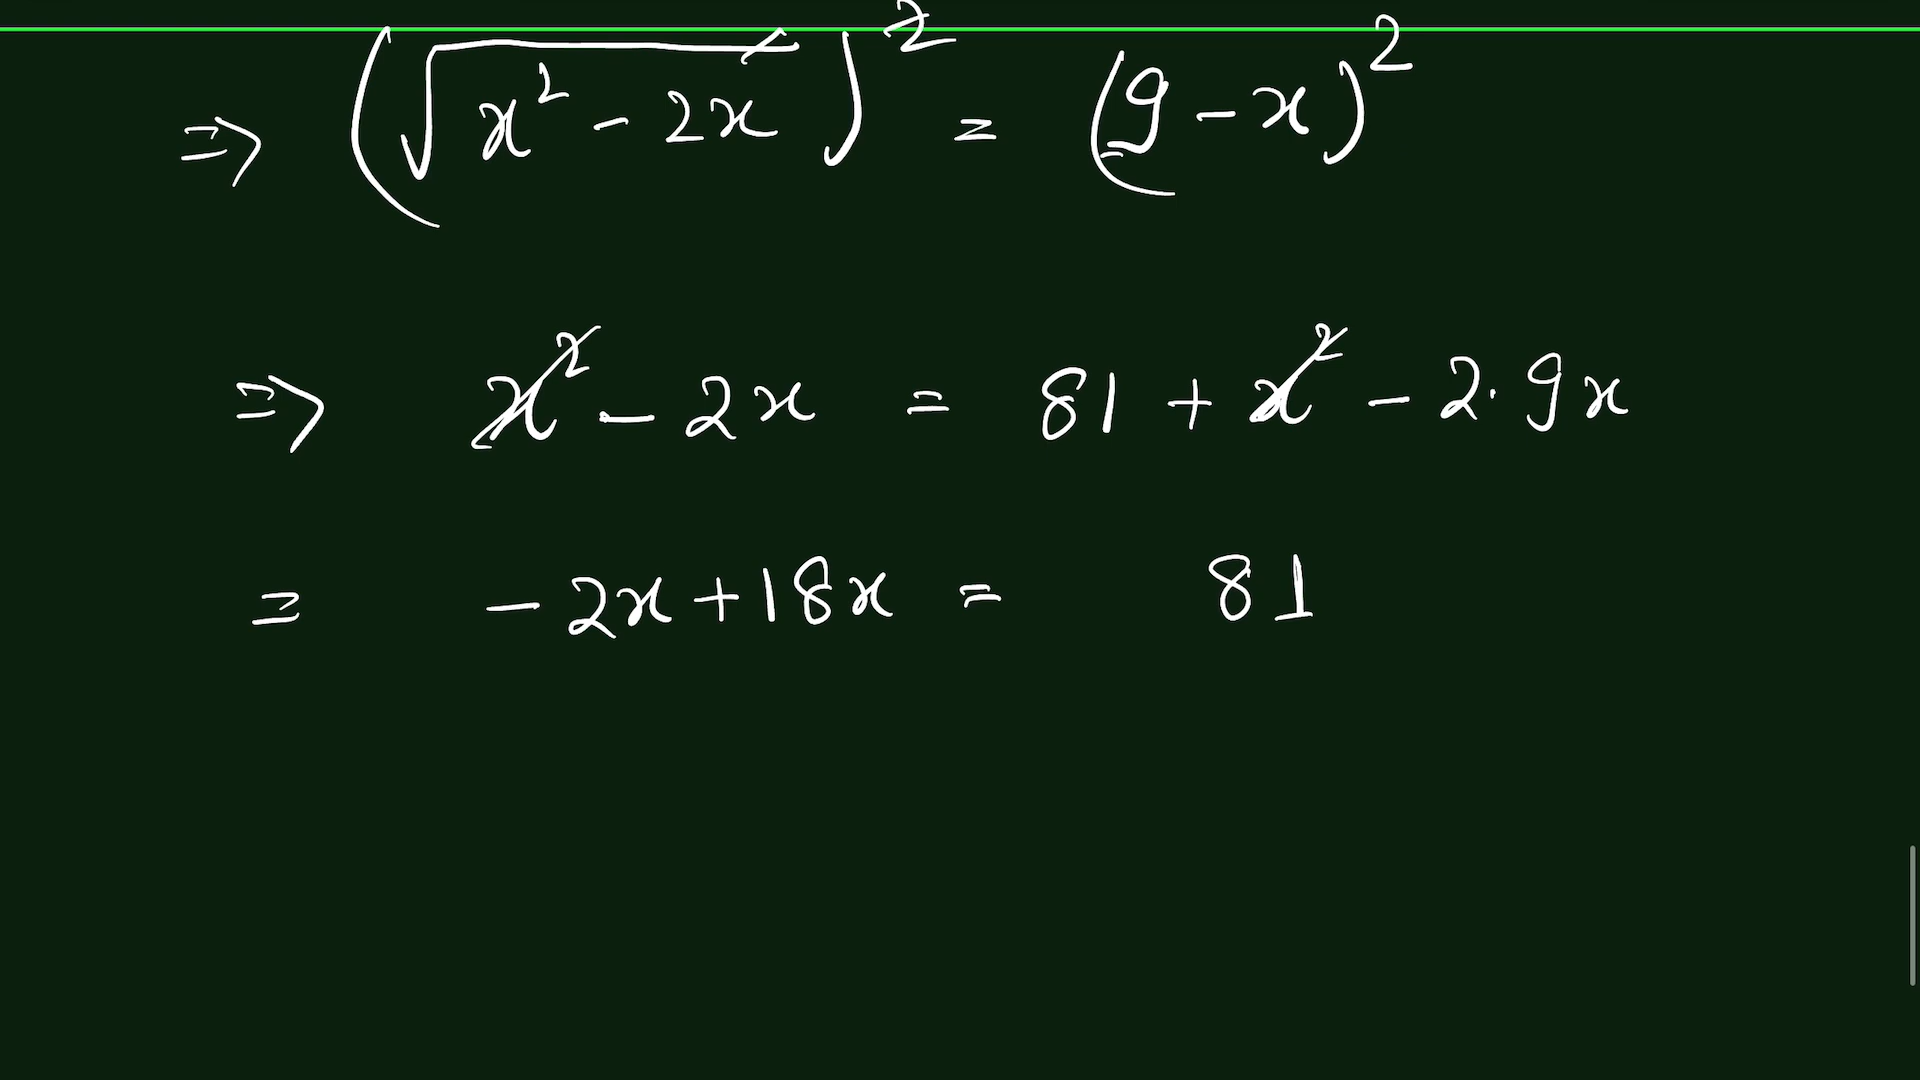 ⇒ (√x² - 2x)² = (9 - x)²
⇒ x² - 2x = 81 + x² - 2·9x
= - 2x + 18x = 81